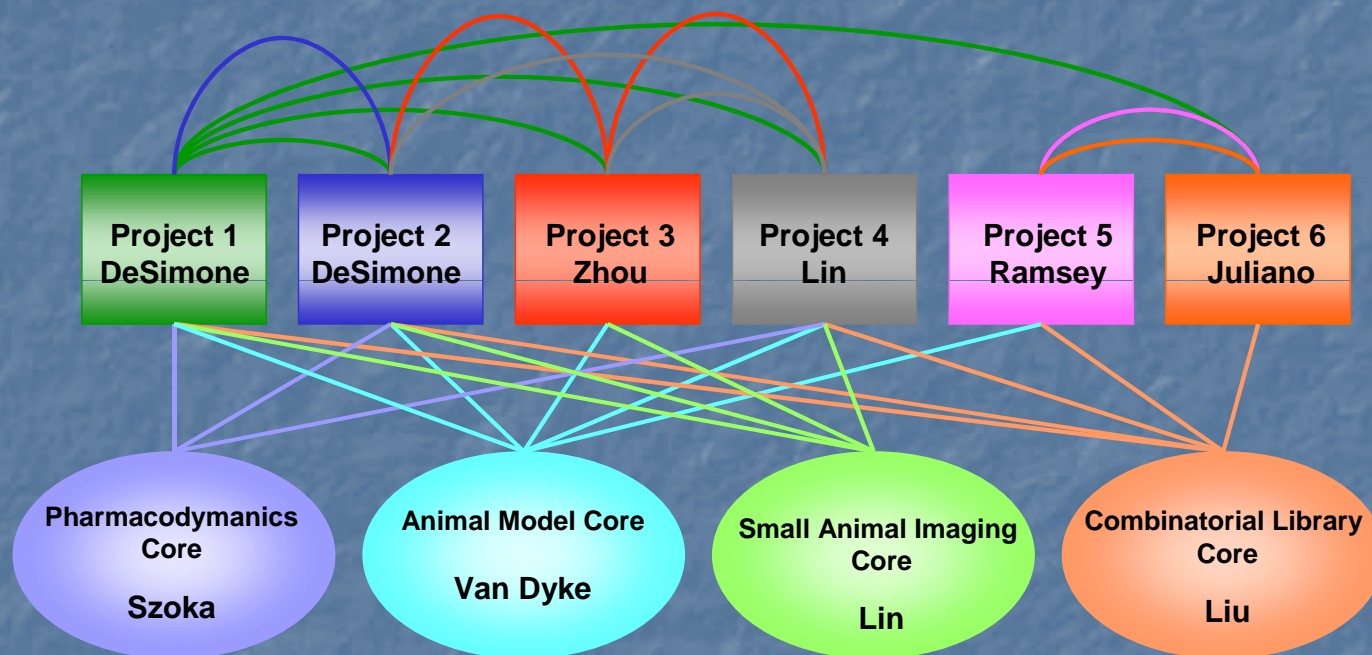 Project 1
DeSimone
Project 2
DeSimone
Project 3
Zhou
Project 4
Lin
Project 5
Ramsey
Project 6
Juliano
Pharmacodymanics
Core
Szoka
Animal Model Core
Van Dyke
Small Animal Imaging
Core
Lin
Combinatorial Library
Core
Liu